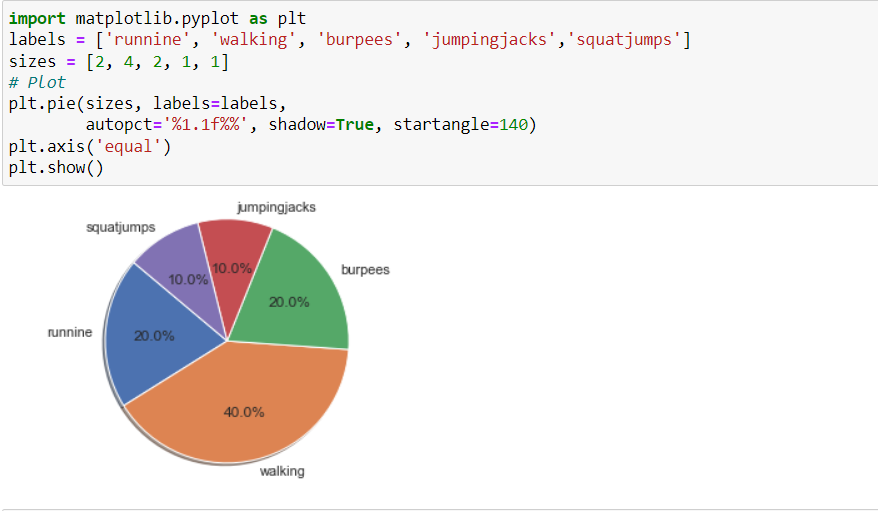 import matplotlib.pyplot as plt
labels = ['runnine', 'walking', 'burpees', 'jumpingjacks','squatjumps']
sizes = [2, 4, 2, 1, 1]
# Plot
plt.pie(sizes, labels=labels,
        autopct='%1.1f%%', shadow=True, startangle=140)
plt.axis('equal')
plt.show()
jumpingjacks
squatjumps
burpees
10.0%
10.0%
20.0%
runnine
20.0%
40.0%
walking